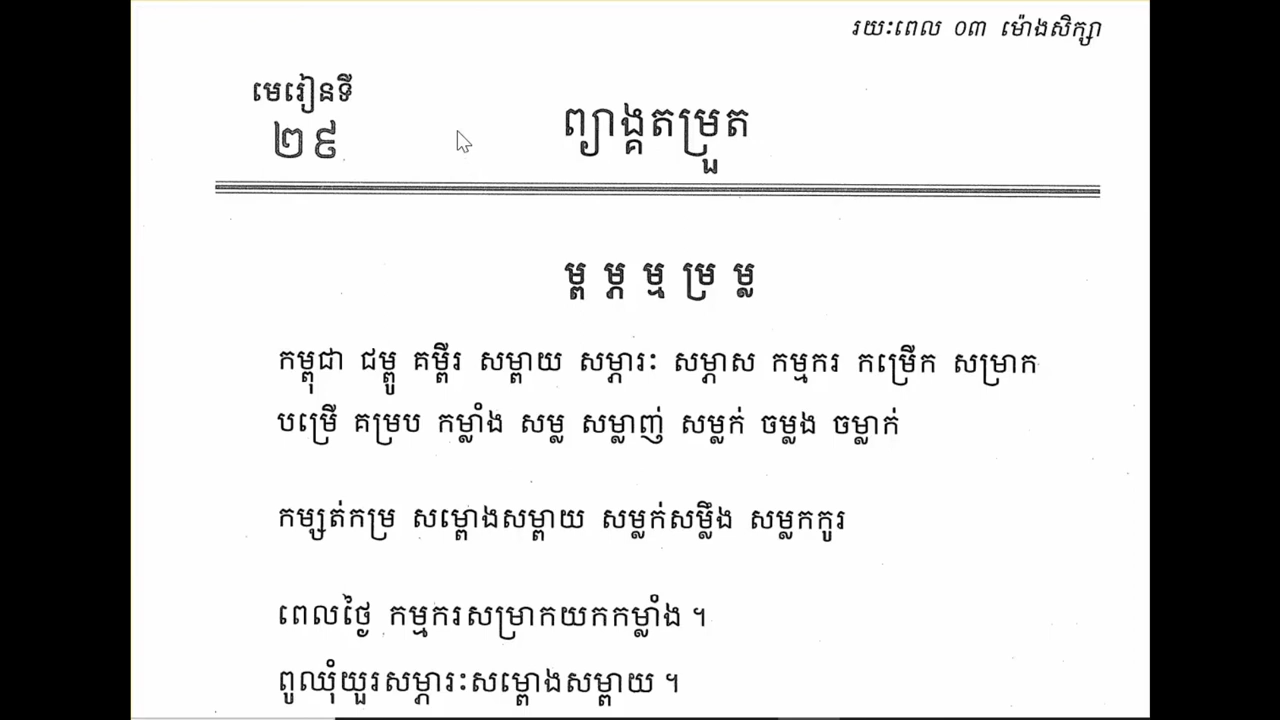 រយៈពេល ០៣ ម៉ោងសិក្សា
មេរៀនទី
២៩
ព្យាង្គតម្រួត
ម្ព ម្ភ ម្ម ម្រ ម្ល
កម្ពុជា ជម្ពូ គម្ពីរ សម្ពាយ សម្ភារៈ សម្ភាស កម្មករ កម្រើក សម្រាក
បម្រើ គម្រប កម្លាំង សម្ល សម្លាញ់ សម្លក់ ចម្លង ចម្លាក់
កម្សត់កម្រ សម្ពោងសម្ពាយ សម្លក់សម្លឹង សម្លកកូរ
ពេលថ្ងៃ កម្មករសម្រាកយកកម្លាំង ។
ពូឈុំយួរសម្ភារៈសម្ពោងសម្ពាយ ។